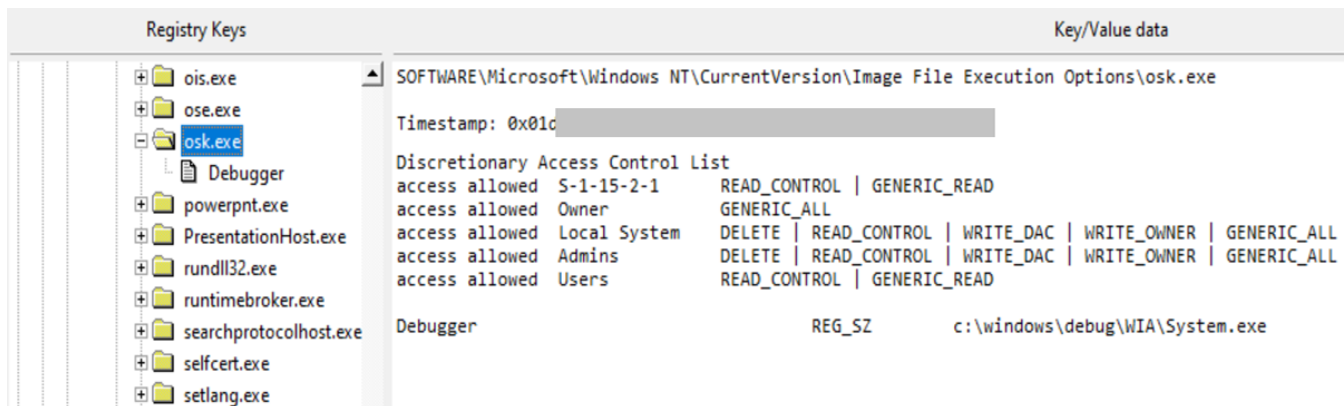 Registry Keys
Key/Value data
ois.exe
ose.exe
osk.exe
Debugger
powerpnt.exe
PresentationHost.exe
rundll32.exe
runtimebroker.exe
searchprotocolhost.exe
selfcert.exe
setlang.exe
SOFTWARE\Microsoft\Windows NT\CurrentVersion\Image File Execution Options\osk.exe
Timestamp: 0x01d
Discretionary Access Control List
access allowed S-1-15-2-1 READ_CONTROL | GENERIC_READ
access allowed Owner GENERIC_ALL
access allowed Local System DELETE | READ_CONTROL | WRITE_DAC | WRITE_OWNER | GENERIC_ALL
access allowed Admins DELETE | READ_CONTROL | WRITE_DAC | WRITE_OWNER | GENERIC_ALL
access allowed Users READ_CONTROL | GENERIC_READ
Debugger REG_SZ c:\windows\debug\WIA\System.exe